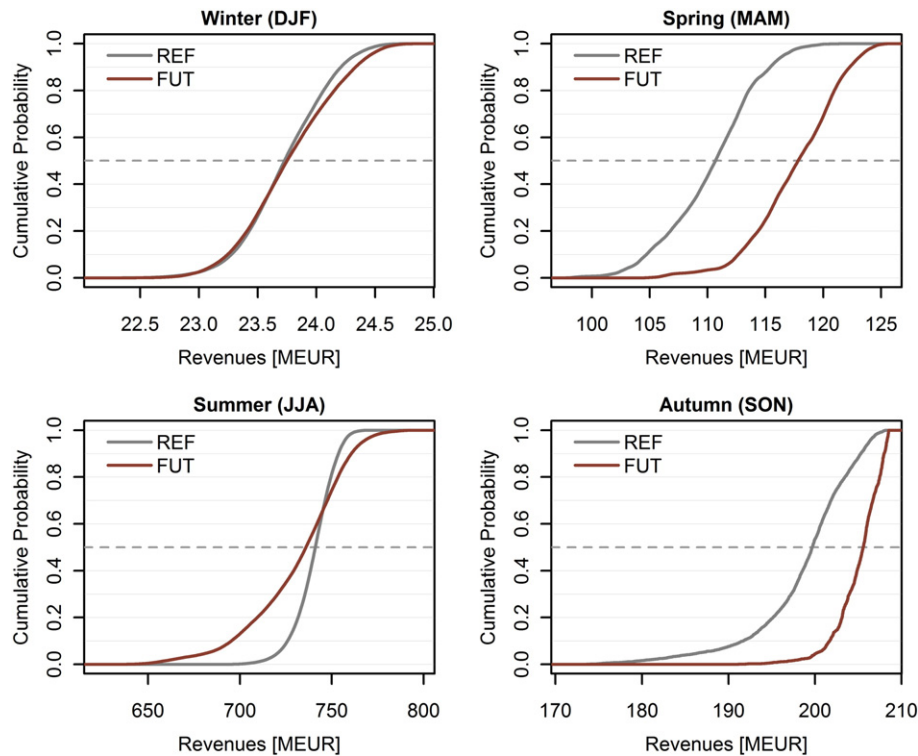 Winter (DJF)
REF
FUT
Cumulative Probability
0.0 0.2 0.4 0.6 0.8 1.0
22.5 23.0 23.5 24.0 24.5 25.0
Revenues [MEUR]
Spring (MAM)
REF
FUT
Cumulative Probability
0.0 0.2 0.4 0.6 0.8 1.0
100 105 110 115 120 125
Revenues [MEUR]
Summer (JJA)
REF
FUT
Cumulative Probability
0.0 0.2 0.4 0.6 0.8 1.0
650 700 750 800
Revenues [MEUR]
Autumn (SON)
REF
FUT
Cumulative Probability
0.0 0.2 0.4 0.6 0.8 1.0
170 180 190 200 210
Revenues [MEUR]